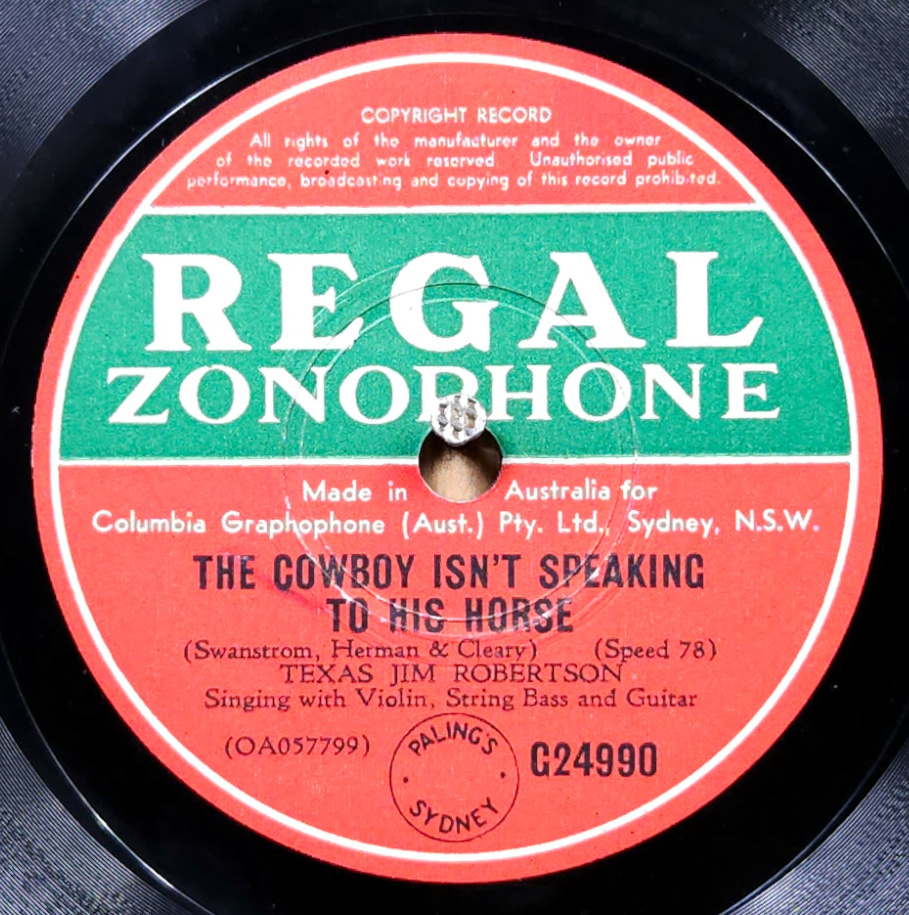 COPYRIGHT RECORD
All rights of the manufacturer and the owner
of the recorded work reserved Unauthorised public
performance, broadcasting and copying of this record prohibited.
REGAL
ZONOPHONE
Made in Australia for
Columbia Graphophone (Aust.) Pty. Ltd., Sydney, N.S.W.
THE COWBOY ISN'T SPEAKING
TO HIS HORSE
(Swanstrom, Herman & Cleary) (Speed 78)
TEXAS JIM ROBERTSON
Singing with Violin, String Bass and Guitar
(OA057799) PALING'S SYDNEY G24990